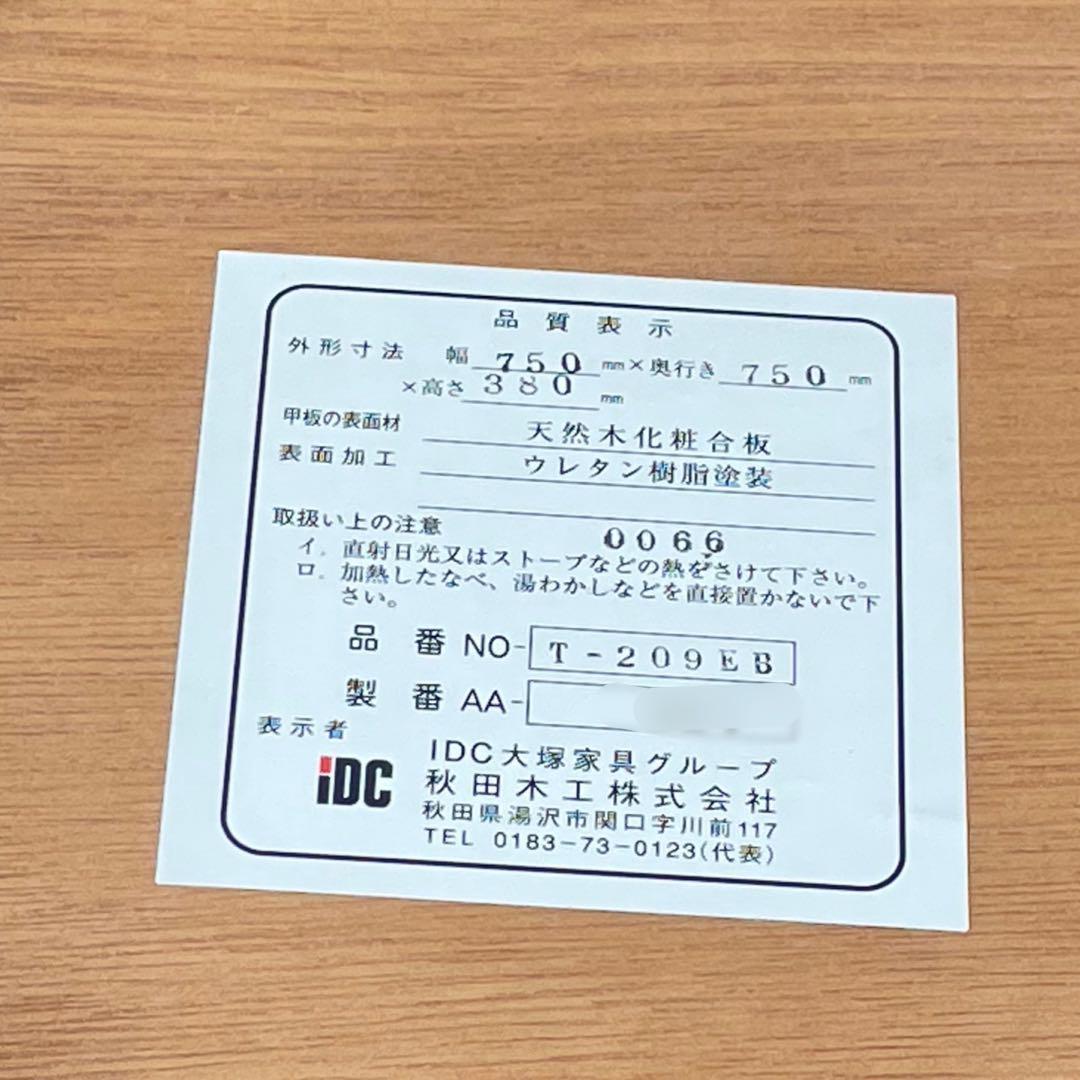 品質表示
外形寸法 幅 750 mm×奥行き 750 mm
×高さ 380 mm
甲板の表面材 天然木化粧合板
表面加工 ウレタン樹脂塗装
取扱い上の注意 0066
イ. 直射日光又はストーブなどの熱をさけて下さい。
ロ. 加熱したなべ、湯わかしなどを直接置かないで下
さい。
品番 NO- T-209EB
製番 AA-
表示者
iDC
IDC大塚家具グループ
秋田木工株式会社
秋田県湯沢市関口字川前117
TEL 0183-73-0123(代表)